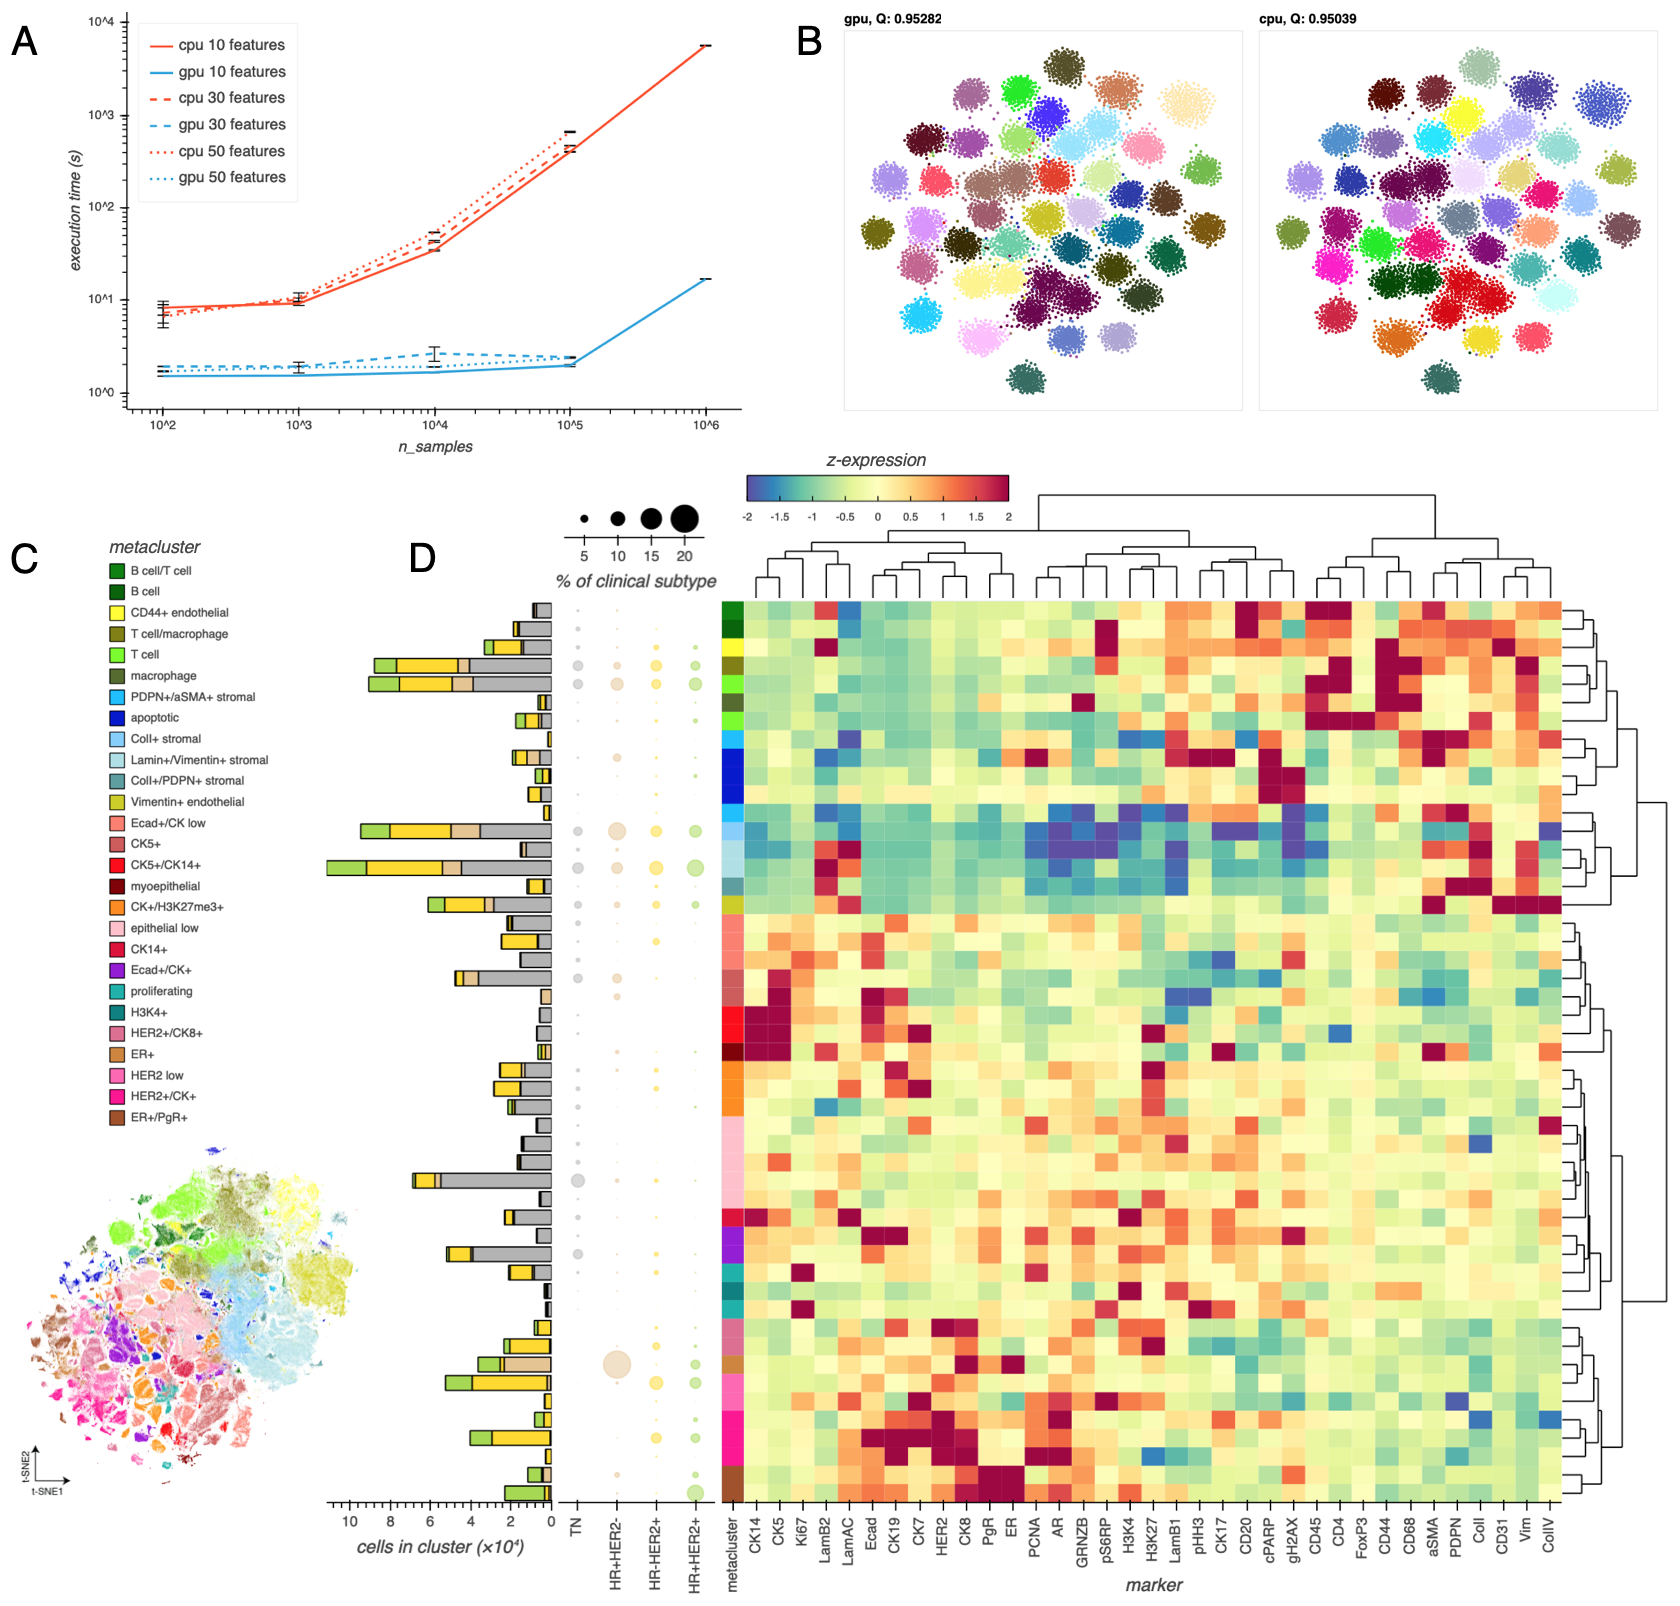 A
10^4
10^3
10^2
10^1
10^0
execution time (s)
cpu 10 features
gpu 10 features
cpu 30 features
gpu 30 features
cpu 50 features
gpu 50 features
10^2
10^3
10^4
10^5
10^6
n_samples
B
gpu, Q: 0.95282
cpu, Q: 0.95039
C
metacluster
B cell/T cell
B cell
CD44+ endothelial
T cell/macrophage
T cell
macrophage
PDPN+/aSMA+ stromal
apoptotic
Coll+ stromal
Lamin+/Vimentin+ stromal
Coll+/PDPN+ stromal
Vimentin+ endothelial
Ecad+/CK low
CK5+
CK5+/CK14+
myoepithelial
CK+/H3K27me3+
epithelial low
CK14+
Ecad+/CK+
proliferating
H3K4+
HER2+/CK8+
ER+
HER2 low
HER2+/CK+
ER+/PgR+
t-SNE2
t-SNE1
D
5
10
15
20
% of clinical subtype
z-expression
-2
-1.5
-1
-0.5
0
0.5
1
1.5
2
10
8
6
4
2
0
cells in cluster (×10⁴)
TN
HR+HER2-
HR-HER2+
HR+HER2+
metacluster
CK14
CK5
Ki67
LamB2
LamAC
Ecad
CK19
CK7
HER2
CK8
PgR
ER
PCNA
AR
GRNZB
pS6RP
H3K4
H3K27
LamB1
pHH3
CK17
CD20
cPARP
gH2AX
CD45
CD4
FoxP3
CD44
CD68
aSMA
PDPN
Coll
CD31
Vim
CollV
marker